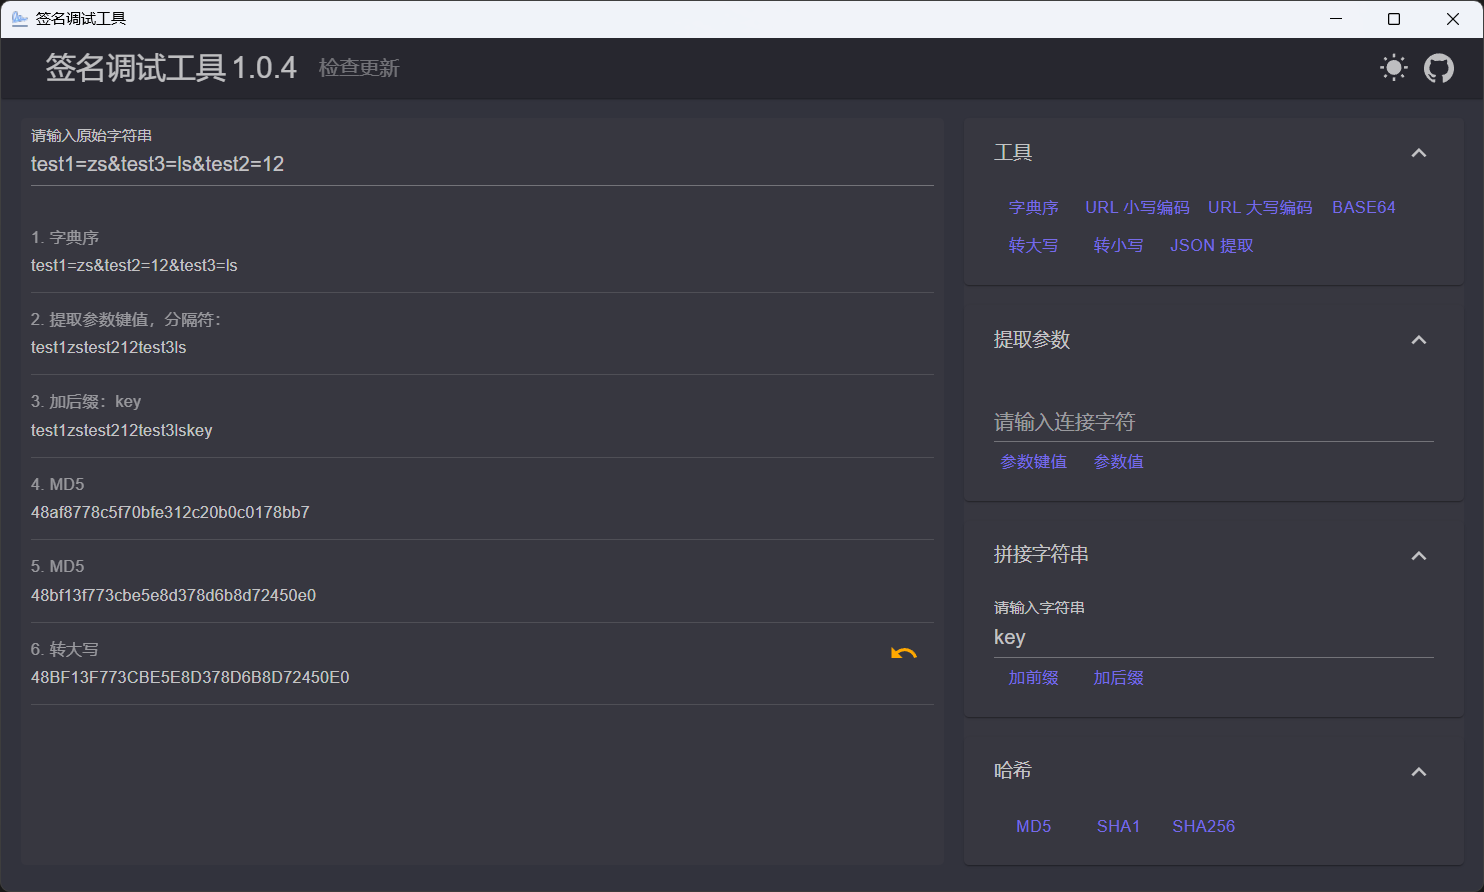 签名调试工具
签名调试工具 1.0.4 检查更新
请输入原始字符串
test1=zs&test3=ls&test2=12
1. 字典序
test1=zs&test2=12&test3=ls
2. 提取参数键值，分隔符：
test1zstest212test3ls
3. 加后缀：key
test1zstest212test3lskey
4. MD5
48af8778c5f70bfe312c20b0c0178bb7
5. MD5
48bf13f773cbe5e8d378d6b8d72450e0
6. 转大写
48BF13F773CBE5E8D378D6B8D72450E0
工具
字典序 URL 小写编码 URL 大写编码 BASE64
转大写 转小写 JSON 提取
提取参数
请输入连接字符
参数键值 参数值
拼接字符串
请输入字符串
key
加前缀 加后缀
哈希
MD5 SHA1 SHA256